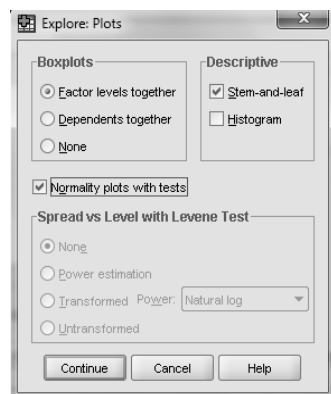 Explore: Plots
Boxplots
Factor levels together
Dependents together
None
Descriptive
Stem-and-leaf
Histogram
Normality plots with tests
Spread vs Level with Levene Test
None
Power estimation
Transformed Power: Natural log
Untransformed
Continue Cancel Help